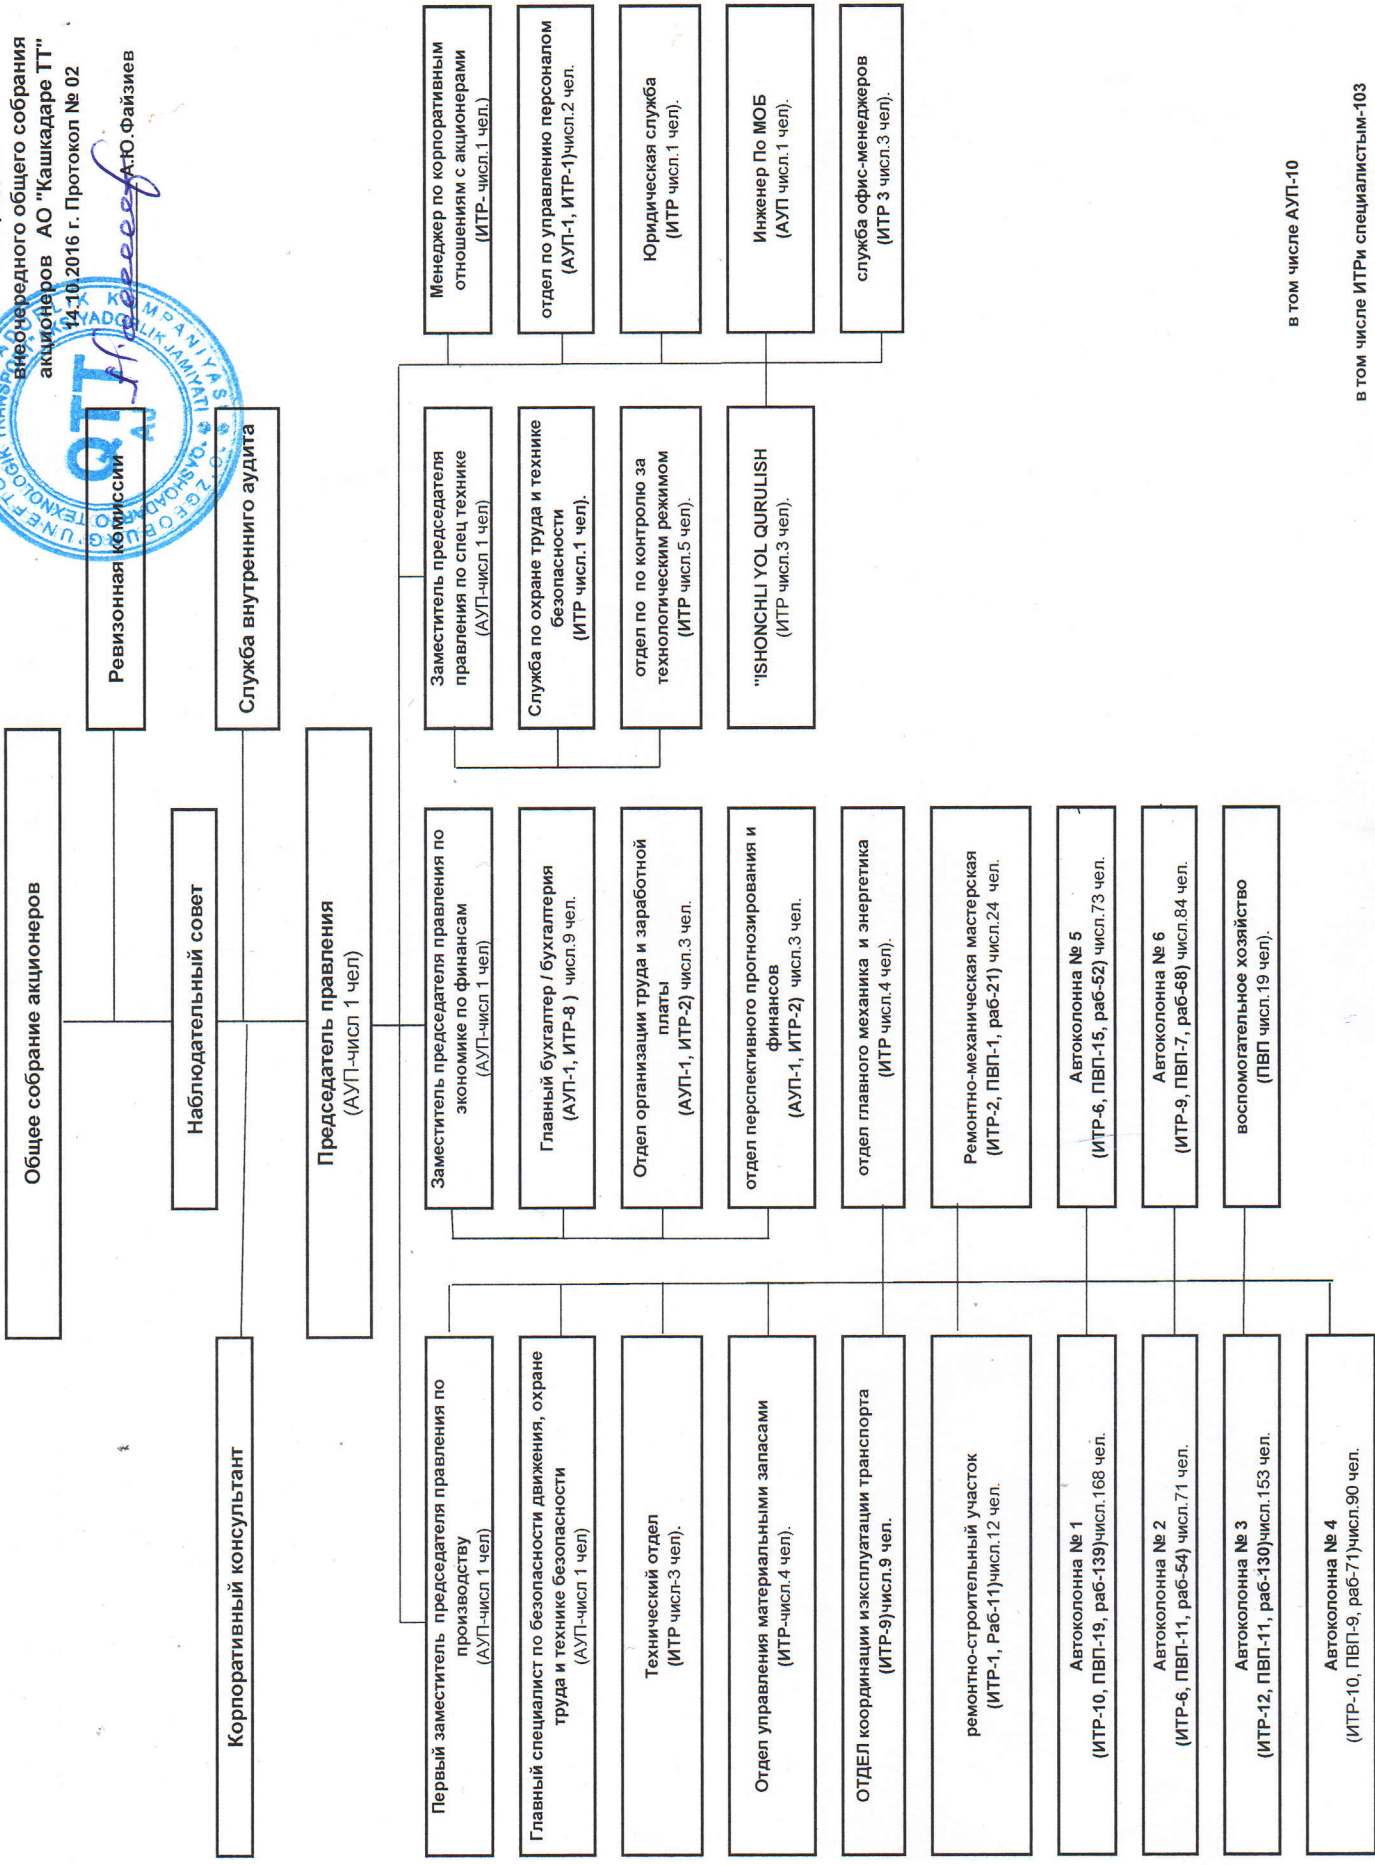 внеочередного общего собрания
акционеров АО "Кашкадаре ТТ"
14.10.2016 г. Протокол № 02
А.Ю.Файзиев
QTT
Общее собрание акционеров
Ревизонная комиссии
Наблюдательный совет
Служба внутренниго аудита
Корпоративный консультант
Председатель правления
(АУП-числ 1 чел)
Первый заместитель председателя правления по
производству
(АУП-числ 1 чел)
Главный специалист по безопасности движения, охране
труда и технике безопасности
(АУП-числ 1 чел)
Технический отдел
(ИТР числ-3 чел).
Отдел управления материальными запасами
(ИТР-числ.4 чел).
ОТДЕЛ координации иэксплуатации транспорта
(ИТР-9)числ.9 чел.
ремонтно-строительный участок
(ИТР-1, Раб-11)числ.12 чел.
Автоколонна № 1
(ИТР-10, ПВП-19, раб-139)числ.168 чел.
Автоколонна № 2
(ИТР-6, ПВП-11, раб-54) числ.71 чел.
Автоколонна № 3
(ИТР-12, ПВП-11, раб-130)числ.153 чел.
Автоколонна № 4
(ИТР-10, ПВП-9, раб-71)числ.90 чел.
Заместитель председателя правления по
экономике по финансам
(АУП-числ 1 чел)
Главный бухгалтер / бухгалтерия
(АУП-1, ИТР-8 ) числ.9 чел.
Отдел организации труда и заработной
платы
(АУП-1, ИТР-2) числ.3 чел.
отдел перспективного прогнозирования и
финансов
(АУП-1, ИТР-2) числ.3 чел.
отдел главного механика и энергетика
(ИТР числ.4 чел).
Ремонтно-механическая мастерская
(ИТР-2, ПВП-1, раб-21) числ.24 чел.
Автоколонна № 5
(ИТР-6, ПВП-15, раб-52) числ.73 чел.
Автоколонна № 6
(ИТР-9, ПВП-7, раб-68) числ.84 чел.
воспомогательное хозяйство
(ПВП числ.19 чел).
Заместитель председателя
правления по спец технике
(АУП-числ 1 чел)
Служба по охране труда и технике
безопасности
(ИТР числ.1 чел).
отдел по по контролю за
технологическим режимом
(ИТР числ.5 чел).
"ISHONCHLI YOL QURULISH
(ИТР числ.3 чел).
Менеджер по корпоративным
отношениям с акционерами
(ИТР- числ.1 чел.)
отдел по управлению персоналом
(АУП-1, ИТР-1)числ.2 чел.
Юридическая служба
(ИТР числ.1 чел).
Инженер По МОБ
(АУП числ.1 чел).
служба офис-менеджеров
(ИТР 3 числ.3 чел).
в том числе АУП-10
в том числе ИТРи специалистым-103